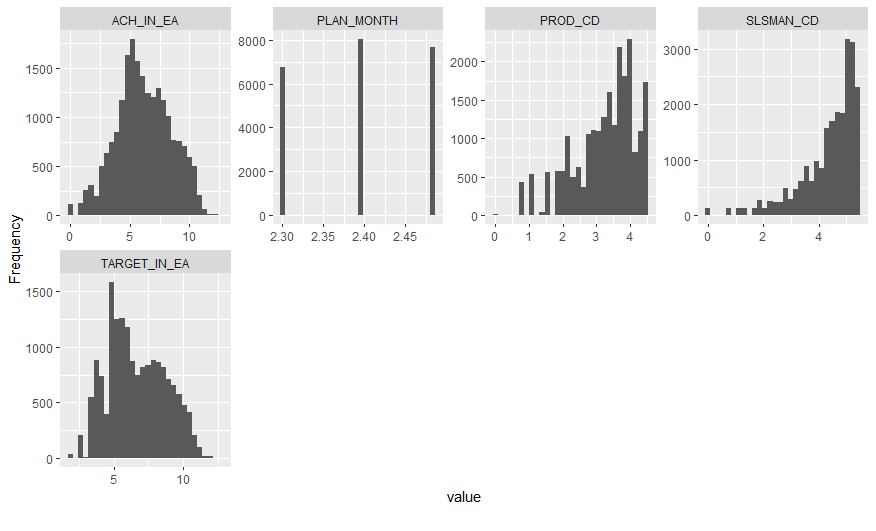 ACH_IN_EA PLAN_MONTH PROD_CD SLSMAN_CD
1500 8000 2000 3000
1000 6000 1500 2000
500 4000 1000 1000
0 2000 500 0
0 0
0 5 10 2.30 2.35 2.40 2.45 0 1 2 3 4 0 2 4
Frequency
TARGET_IN_EA
1500
1000
500
0
5 10
value